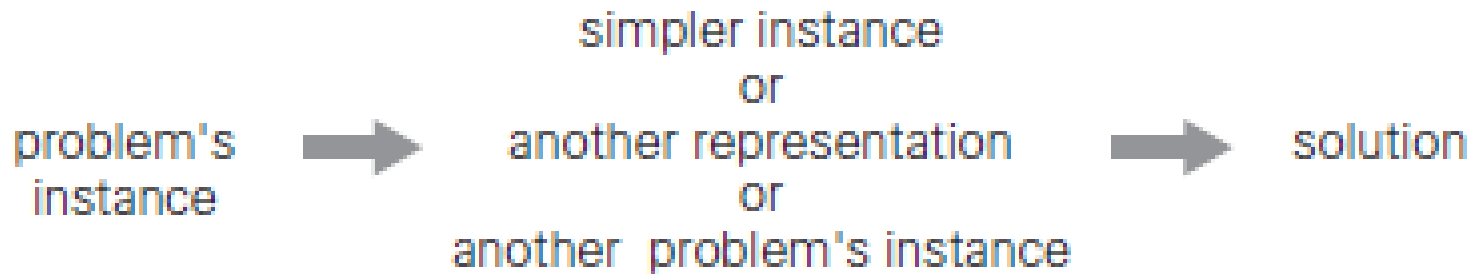 problem's
instance
simpler instance
or
another representation
or
another problem's instance
solution